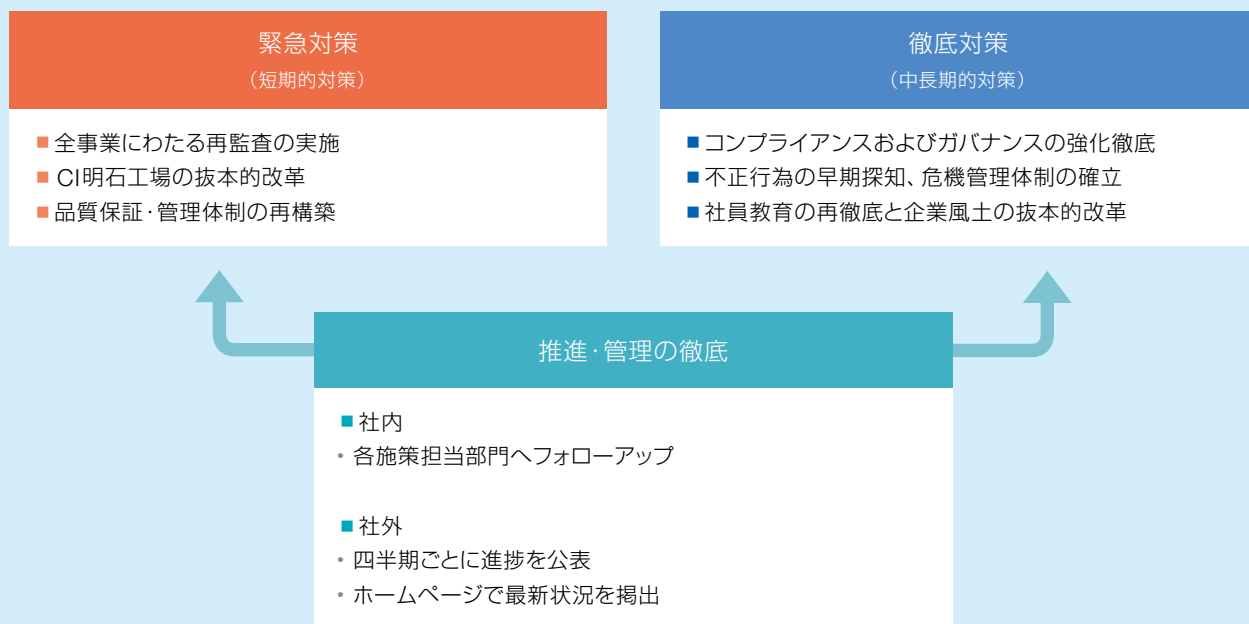 緊急対策
（短期的対策）
■ 全事業にわたる再監査の実施
■ CI明石工場の抜本的改革
■ 品質保証・管理体制の再構築
徹底対策
（中長期的対策）
■ コンプライアンスおよびガバナンスの強化徹底
■ 不正行為の早期探知、危機管理体制の確立
■ 社員教育の再徹底と企業風土の抜本的改革
推進・管理の徹底
■ 社内
・各施策担当部門へフォローアップ
■ 社外
・四半期ごとに進捗を公表
・ホームページで最新状況を掲出